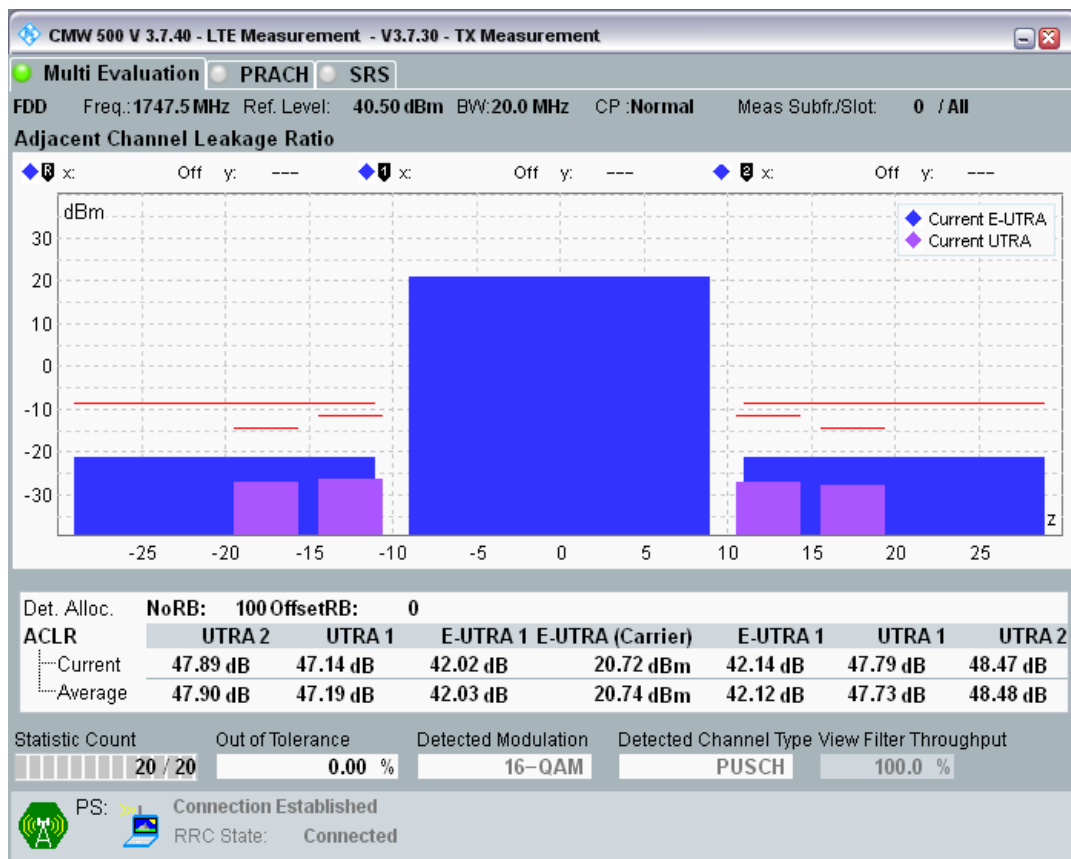 CMW 500 V 3.7.40 - LTE Measurement - V3.7.30 - TX Measurement
Multi Evaluation PRACH SRS
FDD Freq.:1747.5 MHz Ref. Level: 40.50 dBm BW:20.0 MHz CP :Normal Meas Subfr./Slot: 0 / All
Adjacent Channel Leakage Ratio
R x: Off y: --- 1 x: Off y: --- 2 x: Off y: ---
dBm
Current E-UTRA
Current UTRA
30
20
10
0
-10
-20
-30
z
-25 -20 -15 -10 -5 0 5 10 15 20 25
Det. Alloc. NoRB: 100 OffsetRB: 0
ACLR UTRA 2 UTRA 1 E-UTRA 1 E-UTRA (Carrier) E-UTRA 1 UTRA 1 UTRA 2
Current 47.89 dB 47.14 dB 42.02 dB 20.72 dBm 42.14 dB 47.79 dB 48.47 dB
Average 47.90 dB 47.19 dB 42.03 dB 20.74 dBm 42.12 dB 47.73 dB 48.48 dB
Statistic Count Out of Tolerance Detected Modulation Detected Channel Type View Filter Throughput
20 / 20 0.00 % 16-QAM PUSCH 100.0 %
PS: Connection Established
RRC State: Connected